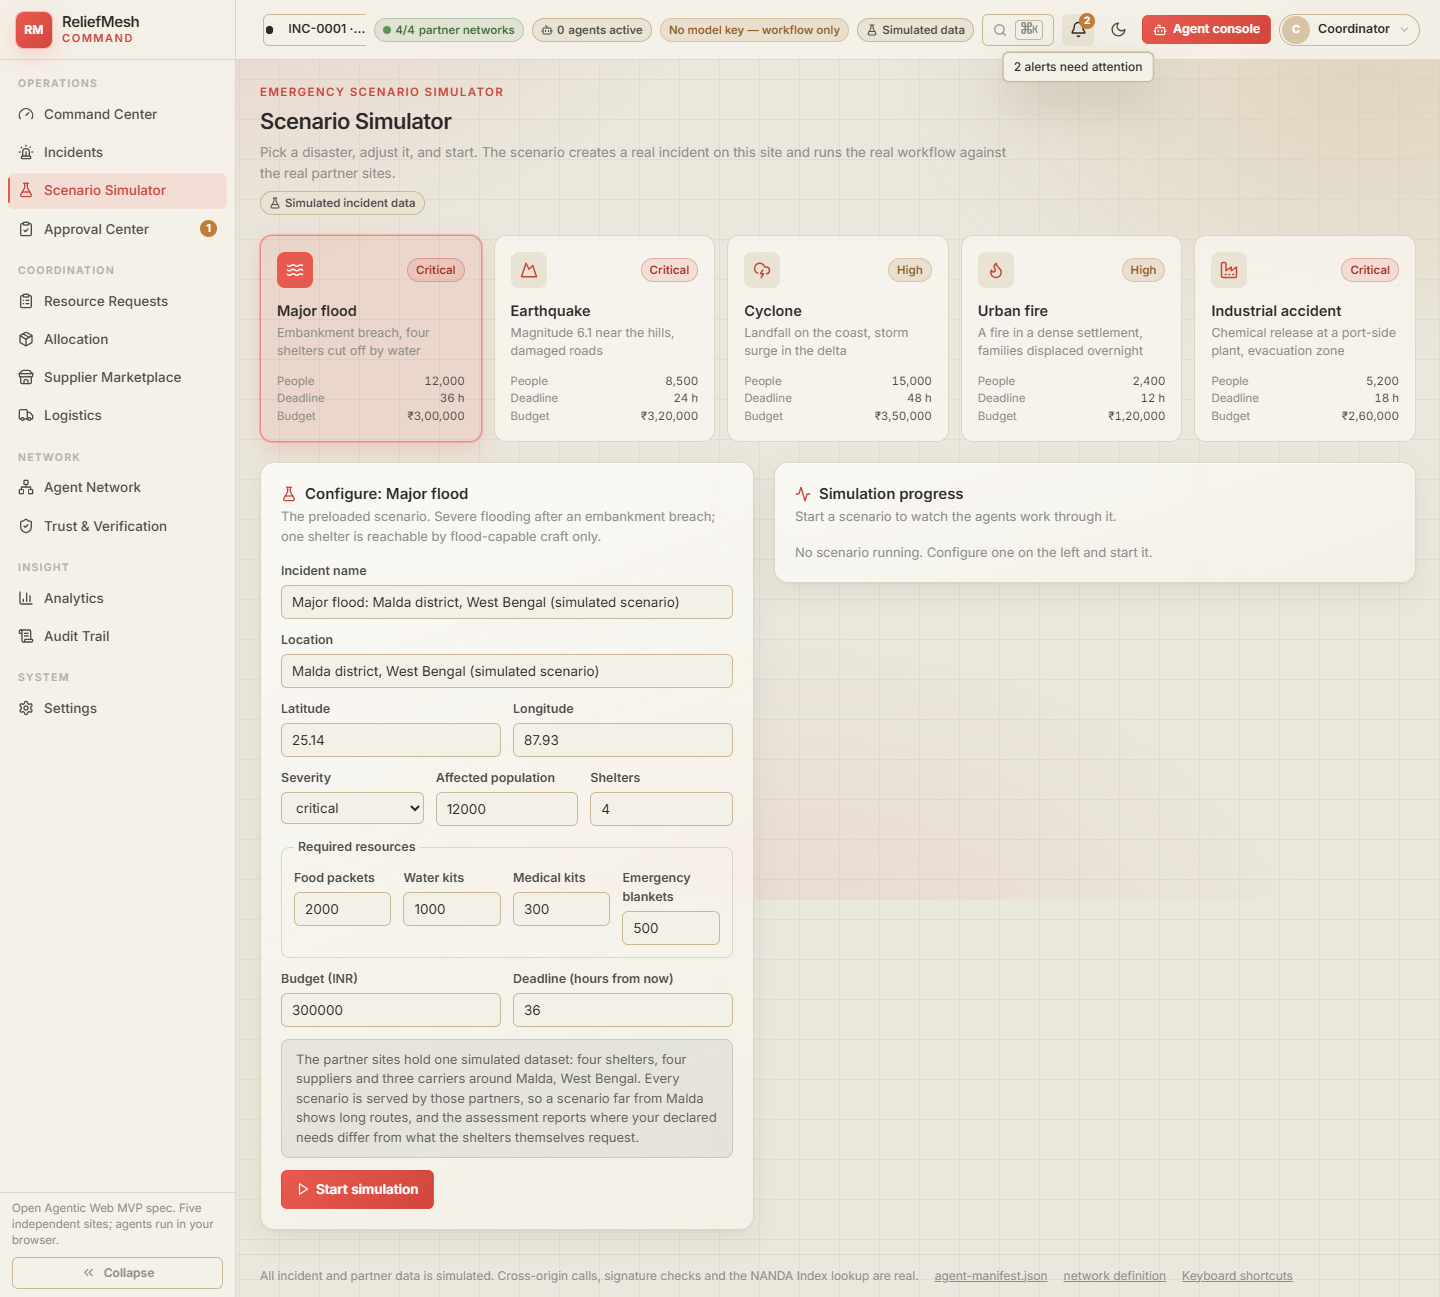 RM
ReliefMesh
COMMAND
INC-0001 ·...
4/4 partner networks
0 agents active
No model key — workflow only
Simulated data
⌘K
2
Agent console
C
Coordinator
2 alerts need attention
OPERATIONS
Command Center
Incidents
Scenario Simulator
Approval Center
1
COORDINATION
Resource Requests
Allocation
Supplier Marketplace
Logistics
NETWORK
Agent Network
Trust & Verification
INSIGHT
Analytics
Audit Trail
SYSTEM
Settings
Open Agentic Web MVP spec. Five
independent sites; agents run in your
browser.
Collapse
EMERGENCY SCENARIO SIMULATOR
Scenario Simulator
Pick a disaster, adjust it, and start. The scenario creates a real incident on this site and runs the real workflow against
the real partner sites.
Simulated incident data
Critical
Major flood
Embankment breach, four
shelters cut off by water
People 12,000
Deadline 36 h
Budget ₹3,00,000
Critical
Earthquake
Magnitude 6.1 near the hills,
damaged roads
People 8,500
Deadline 24 h
Budget ₹3,20,000
High
Cyclone
Landfall on the coast, storm
surge in the delta
People 15,000
Deadline 48 h
Budget ₹3,50,000
High
Urban fire
A fire in a dense settlement,
families displaced overnight
People 2,400
Deadline 12 h
Budget ₹1,20,000
Critical
Industrial accident
Chemical release at a port-side
plant, evacuation zone
People 5,200
Deadline 18 h
Budget ₹2,60,000
Configure: Major flood
The preloaded scenario. Severe flooding after an embankment breach;
one shelter is reachable by flood-capable craft only.
Incident name
Major flood: Malda district, West Bengal (simulated scenario)
Location
Malda district, West Bengal (simulated scenario)
Latitude Longitude
25.14 87.93
Severity Affected population Shelters
critical 12000 4
Required resources
Food packets Water kits Medical kits Emergency
blankets
2000 1000 300 500
Budget (INR) Deadline (hours from now)
300000 36
The partner sites hold one simulated dataset: four shelters, four
suppliers and three carriers around Malda, West Bengal. Every
scenario is served by those partners, so a scenario far from Malda
shows long routes, and the assessment reports where your declared
needs differ from what the shelters themselves request.
Start simulation
Simulation progress
Start a scenario to watch the agents work through it.
No scenario running. Configure one on the left and start it.
All incident and partner data is simulated. Cross-origin calls, signature checks and the NANDA Index lookup are real. agent-manifest.json network definition Keyboard shortcuts